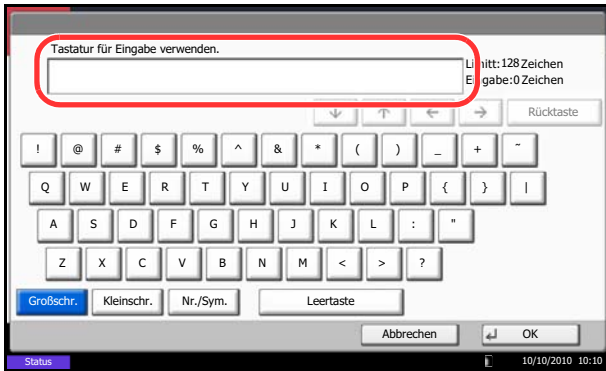 Tastatur für Eingabe verwenden.
Limitt: 128 Zeichen
Eingabe: 0 Zeichen
↓ ↑ ← → Rücktaste
! @ # $ % ^ & * ( ) _ + ~
Q W E R T Y U I O P { } |
A S D F G H J K L : "
Z X C V B N M < > ?
Großschr. Kleinschr. Nr./Sym. Leertaste
Abbrechen OK
Status 10/10/2010 10:10